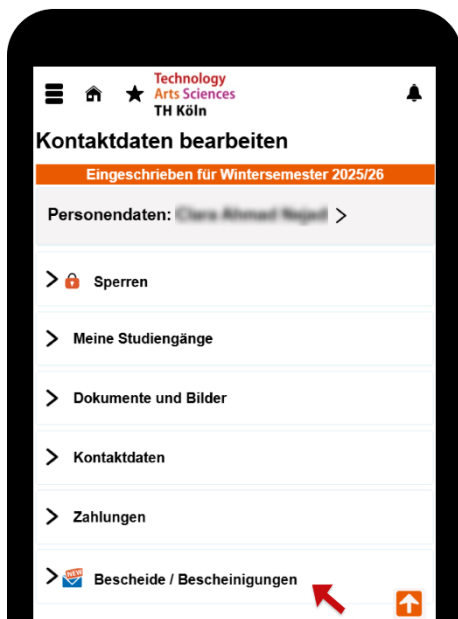 Technology
Arts Sciences
TH Köln
Kontaktdaten bearbeiten
Eingeschrieben für Wintersemester 2025/26
Personendaten:
Sperren
Meine Studiengänge
Dokumente und Bilder
Kontaktdaten
Zahlungen
NEW
Bescheide / Bescheinigungen